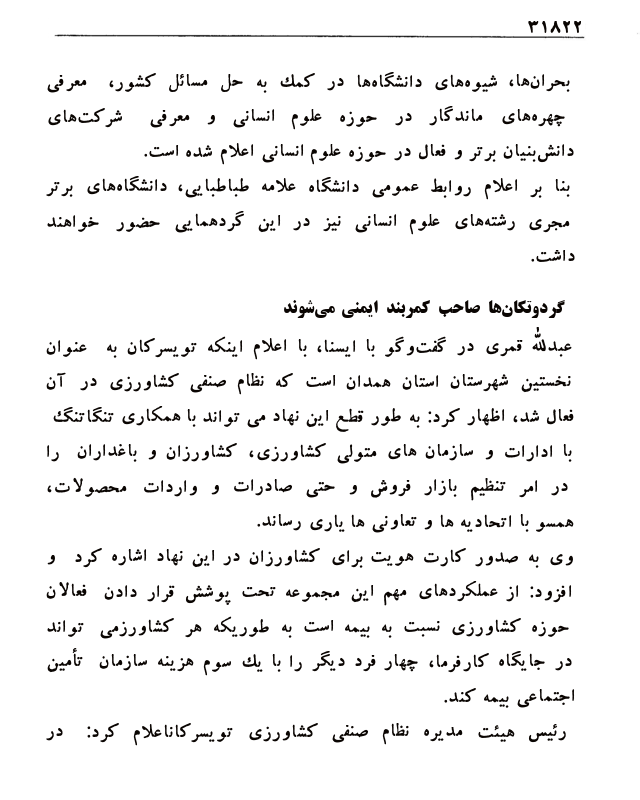 ۳۱۸۲۲
بحران‌ها، شیوه‌های دانشگاه‌ها در کمك به حل مسائل کشور، معرفی
چهره‌های ماندگار در حوزه علوم انسانی و معرفی شرکت‌های
دانش‌بنیان برتر و فعال در حوزه علوم انسانی اعلام شده است.
بنا بر اعلام روابط عمومی دانشگاه علامه طباطبایی، دانشگاه‌های برتر
مجری رشته‌های علوم انسانی نیز در این گردهمایی حضور خواهند
داشت.
گردوتکان‌ها صاحب کمربند ایمنی می‌شوند
عبدالله قمری در گفت‌وگو با ایسنا، با اعلام اینکه تویسرکان به عنوان
نخستین شهرستان استان همدان است که نظام صنفی کشاورزی در آن
فعال شد، اظهار کرد: به طور قطع این نهاد می تواند با همکاری تنگاتنگ
با ادارات و سازمان های متولی کشاورزی، کشاورزان و باغداران را
در امر تنظیم بازار فروش و حتی صادرات و واردات محصولات،
همسو با اتحادیه ها و تعاونی ها یاری رساند.
وی به صدور کارت هویت برای کشاورزان در این نهاد اشاره کرد و
افزود: از عملکردهای مهم این مجموعه تحت پوشش قرار دادن فعالان
حوزه کشاورزی نسبت به بیمه است به طوریکه هر کشاورزمی تواند
در جایگاه کارفرما، چهار فرد دیگر را با یك سوم هزینه سازمان تأمین
اجتماعی بیمه کند.
رئیس هیئت مدیره نظام صنفی کشاورزی تویسرکاناعلام کرد: در